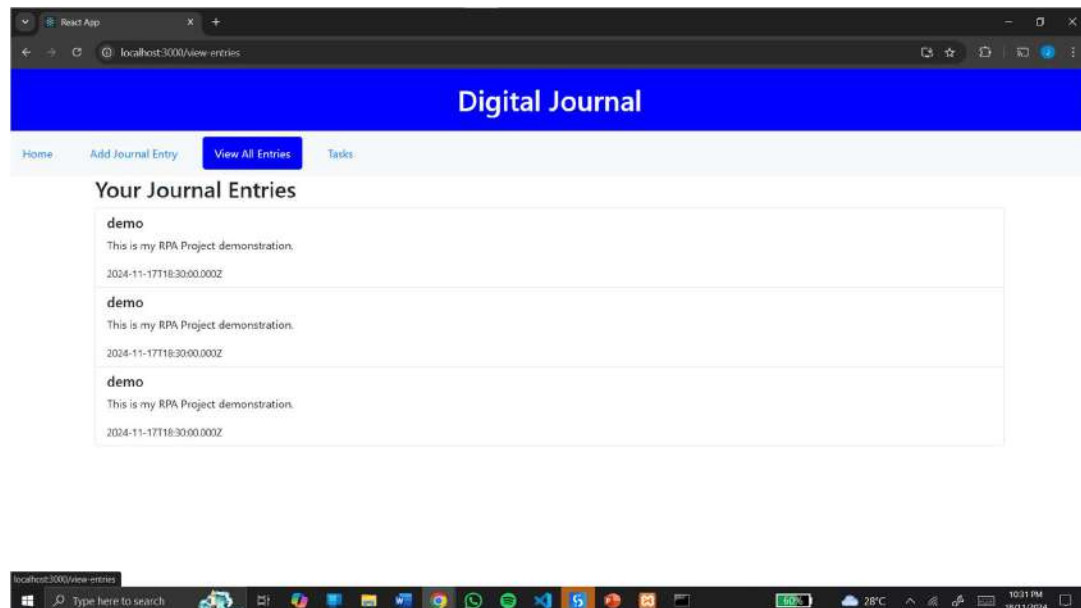 React App
localhost:3000/view-entries
Digital Journal
Home Add Journal Entry View All Entries Tasks
Your Journal Entries
demo
This is my RPA Project demonstration.
2024-11-17T18:30:00.000Z
demo
This is my RPA Project demonstration.
2024-11-17T18:30:00.000Z
demo
This is my RPA Project demonstration.
2024-11-17T18:30:00.000Z
localhost:3000/view-entries
Type here to search 60% 28°C 10:31 PM
18/11/2024